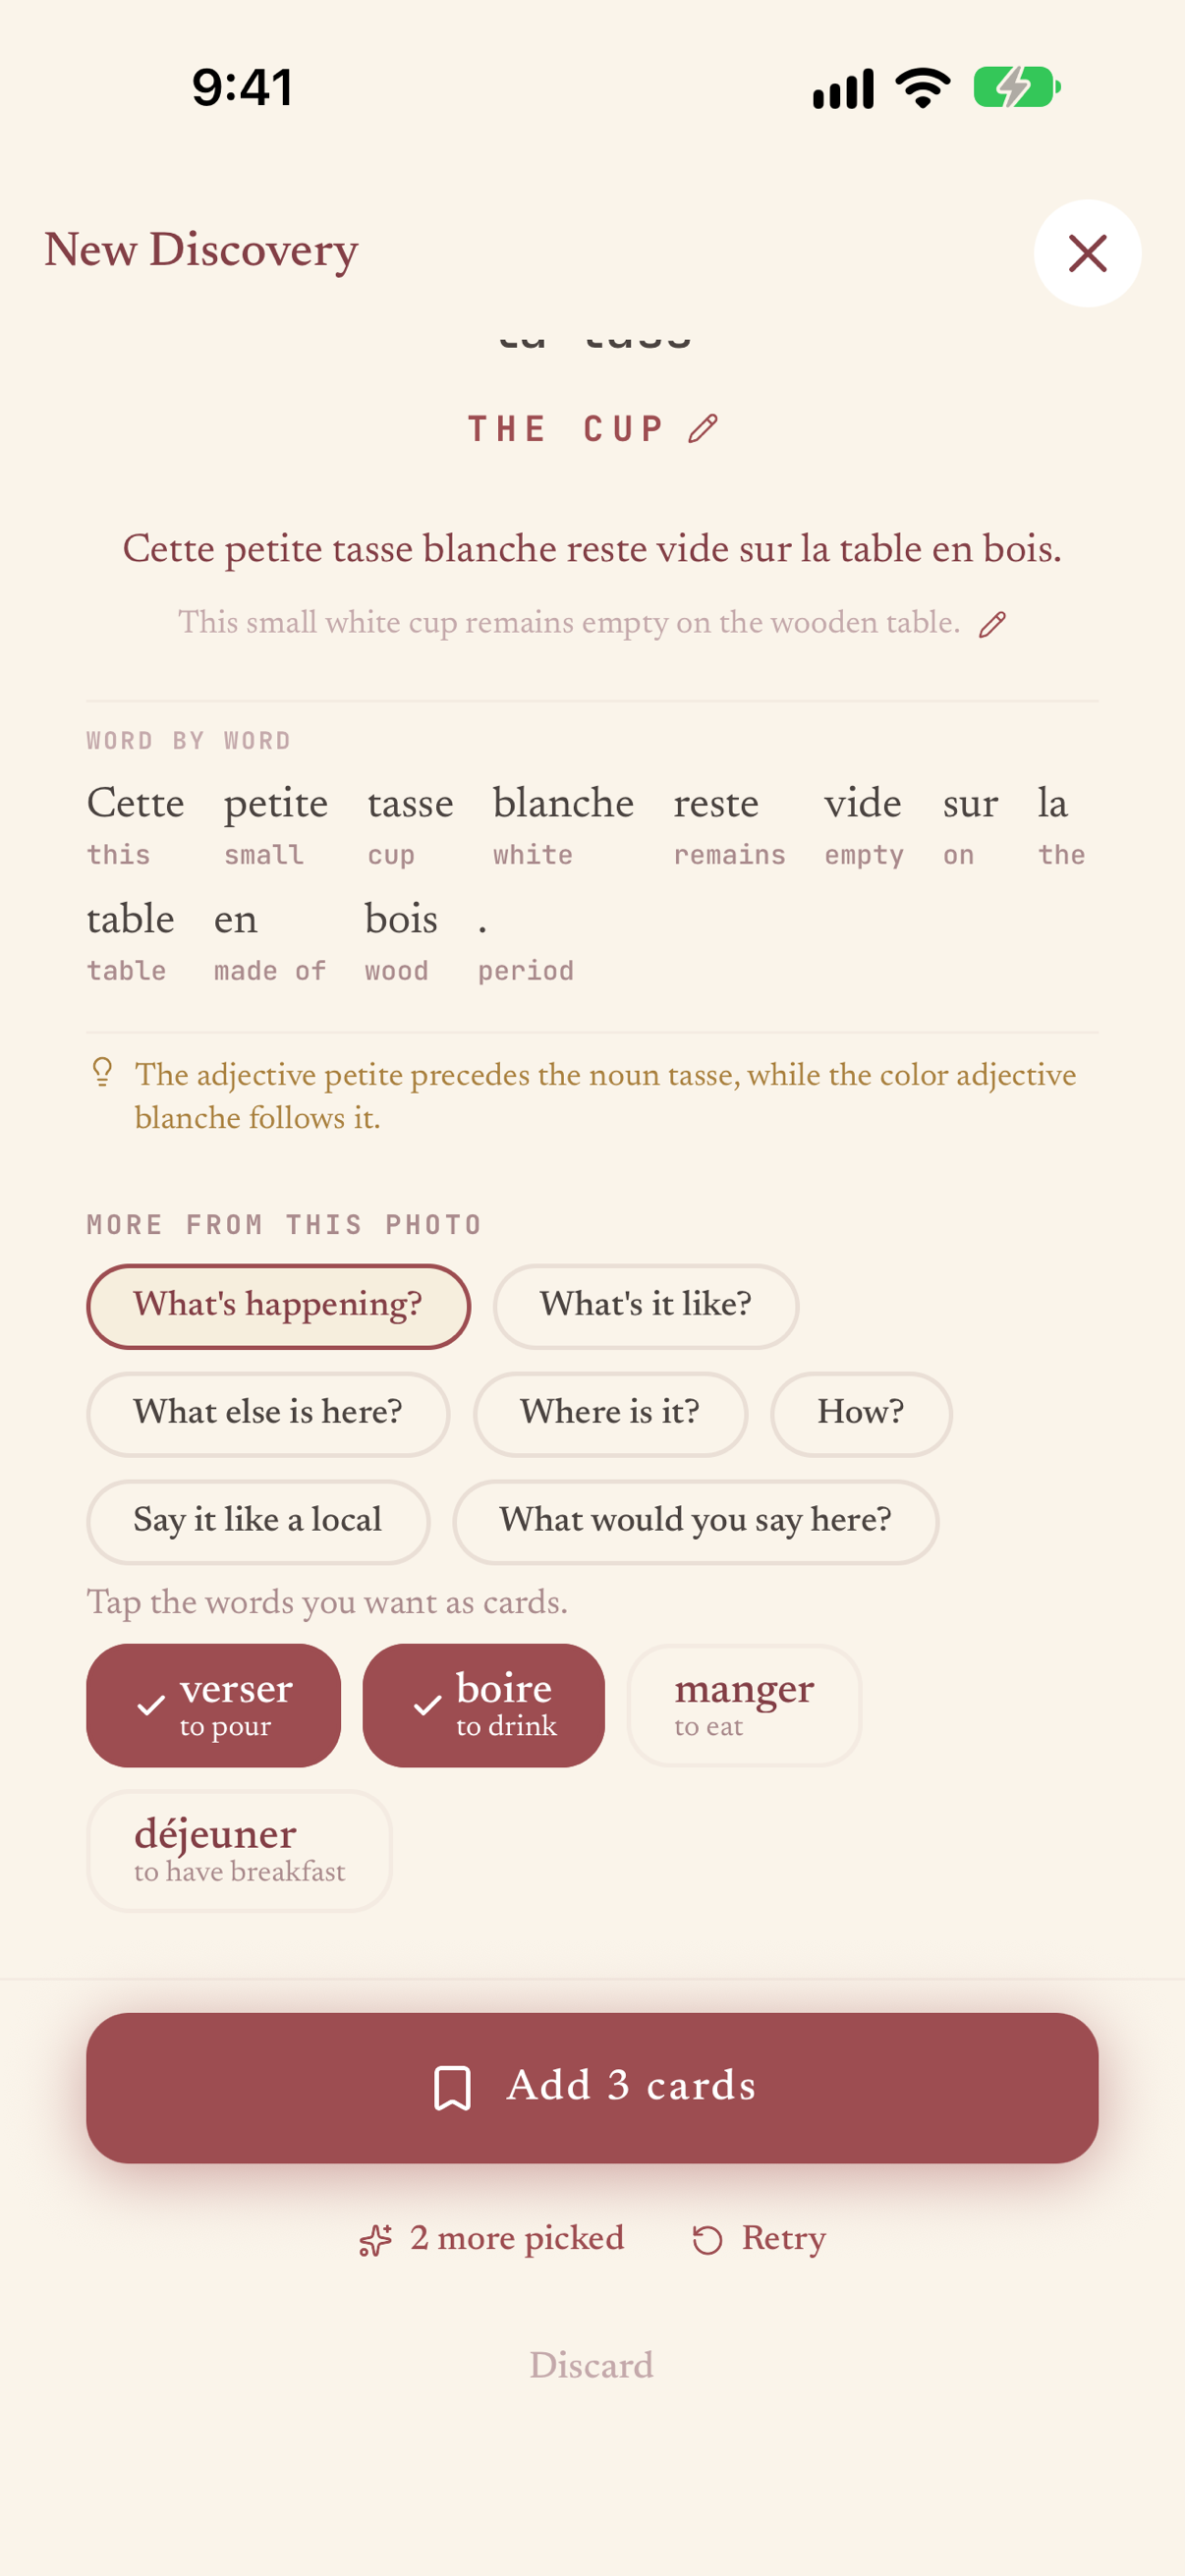 9:41
New Discovery
THE CUP
Cette petite tasse blanche reste vide sur la table en bois.
This small white cup remains empty on the wooden table.
WORD BY WORD
Cette petite tasse blanche reste vide sur la
this small cup white remains empty on the
table en bois .
table made of wood period
The adjective petite precedes the noun tasse, while the color adjective
blanche follows it.
MORE FROM THIS PHOTO
What's happening? What's it like?
What else is here? Where is it? How?
Say it like a local What would you say here?
Tap the words you want as cards.
verser boire manger
to pour to drink to eat
déjeuner
to have breakfast
Add 3 cards
2 more picked Retry
Discard